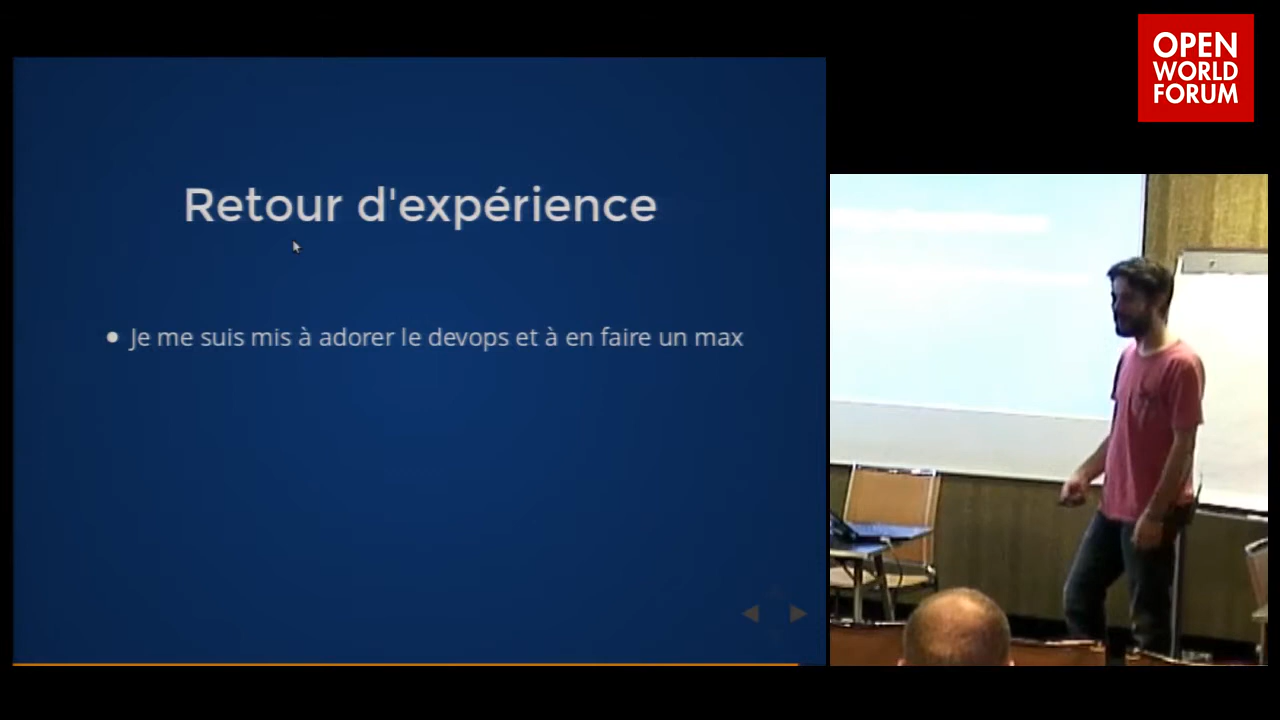 OPEN
WORLD
FORUM
Retour d'expérience
• Je me suis mis à adorer le devops et à en faire un max